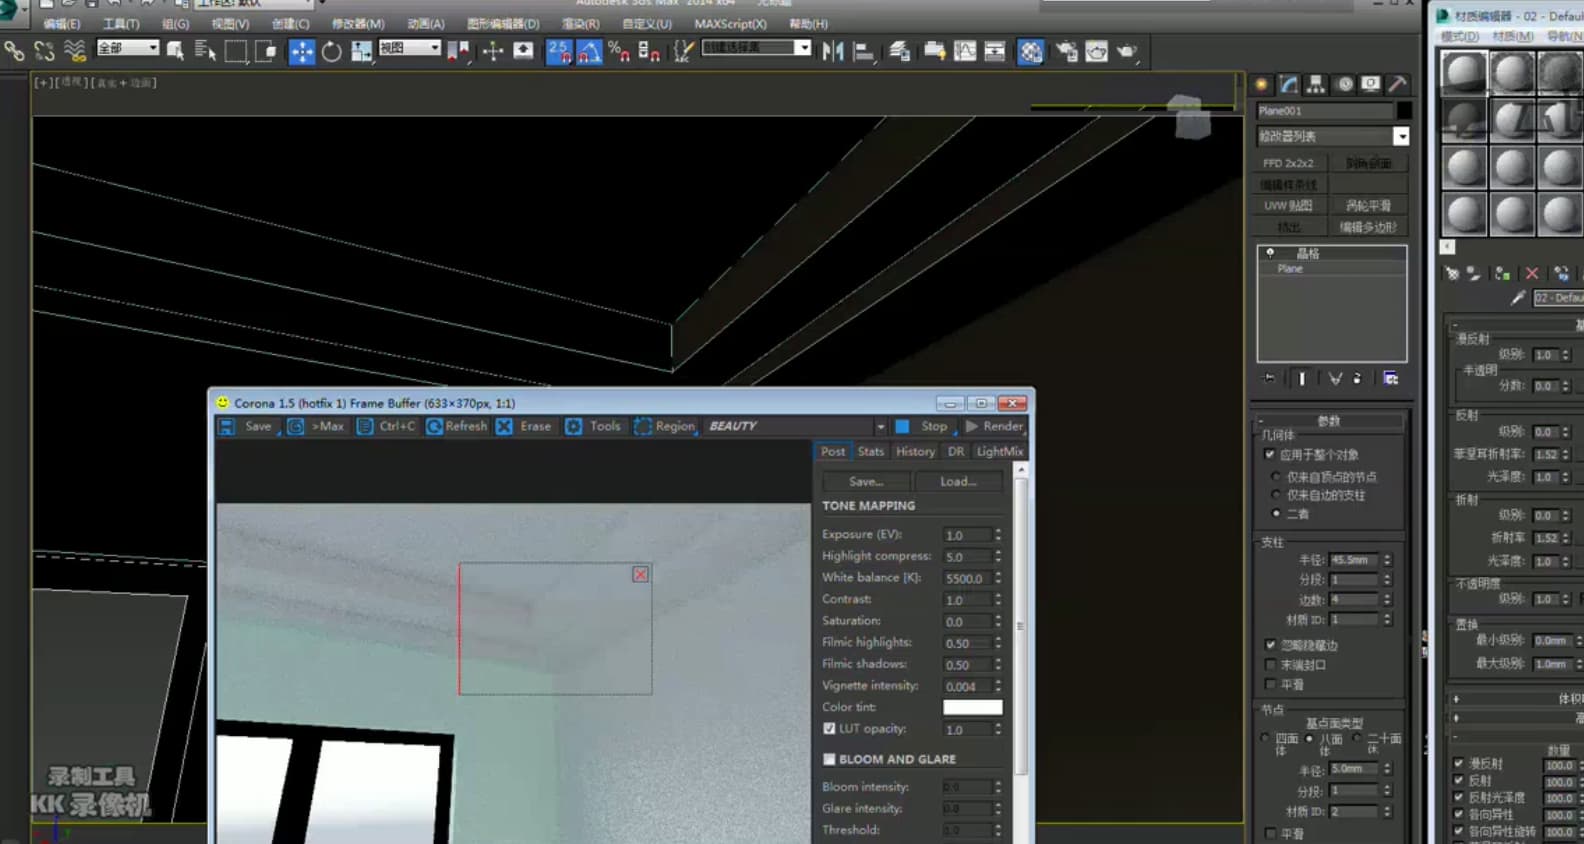 工作区: 默认
Autodesk 3ds Max 2014 x64 无标题
编辑(E) 工具(T) 组(G) 视图(V) 创建(C) 修改器(M) 动画(A) 图形编辑器(D) 渲染(R) 自定义(U) MAXScript(X) 帮助(H)
全部
视图
2.5
创建选择集
[+][透视][真实+边面]
Plane001
修改器列表
FFD 2x2x2
编辑样条线
UVW 贴图
涡轮平滑
挤出
编辑多边形
晶格
Plane
参数
几何体
应用于整个对象
仅来自顶点的节点
仅来自边的支柱
二者
支柱
半径: 45.5mm
分段: 1
边数: 4
材质 ID: 1
忽略隐藏边
末端封口
平滑
节点
基点面类型
四面体 八面体 二十面体
半径: 5.0mm
分段: 1
材质 ID: 2
平滑
Corona 1.5 (hotfix 1) Frame Buffer (633×370px, 1:1)
Save >Max Ctrl+C Refresh Erase Tools Region BEAUTY Stop Render
Post Stats History DR LightMix
Save... Load...
TONE MAPPING
Exposure (EV): 1.0
Highlight compress: 5.0
White balance [K]: 5500.0
Contrast: 1.0
Saturation: 0.0
Filmic highlights: 0.50
Filmic shadows: 0.50
Vignette intensity: 0.004
Color tint:
LUT opacity: 1.0
BLOOM AND GLARE
Bloom intensity: 0.0
Glare intensity: 0.0
Threshold: 1.0
录制工具
KK 录像机
材质编辑器 - 02 - Defau
模式(D) 材质(M) 导航(N
02 - Defau
漫反射
级别: 1.0
半透明
分数: 0.0
反射
级别: 0.0
菲涅耳折射率: 1.52
光泽度: 1.0
折射
级别: 0.0
折射率 1.52
光泽度: 1.0
不透明度
级别: 1.0
置换
最小级别: 0.0mm
最大级别: 1.0mm
数量
漫反射 100.0
反射 100.0
反射光泽度 100.0
各向异性 100.0
各向异性旋转 100.0